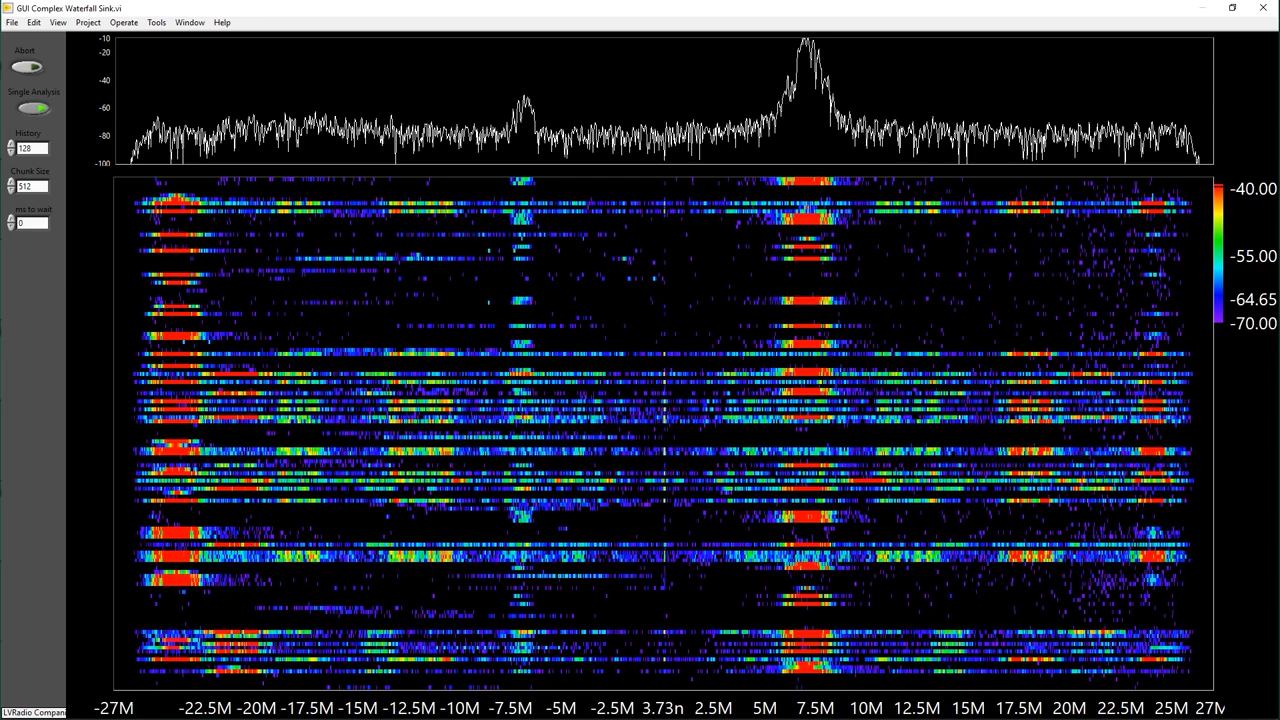 GUI Complex Waterfall Sink.vi
File Edit View Project Operate Tools Window Help
Abort
Single Analysis
History
128
Chunk Size
512
ms to wait
0
-10
-20
-40
-60
-80
-100
-40.00
-55.00
-64.65
-70.00
-27M -22.5M -20M -17.5M -15M -12.5M -10M -7.5M -5M -2.5M 3.73n 2.5M 5M 7.5M 10M 12.5M 15M 17.5M 20M 22.5M 25M 27M
LVRadio Compani